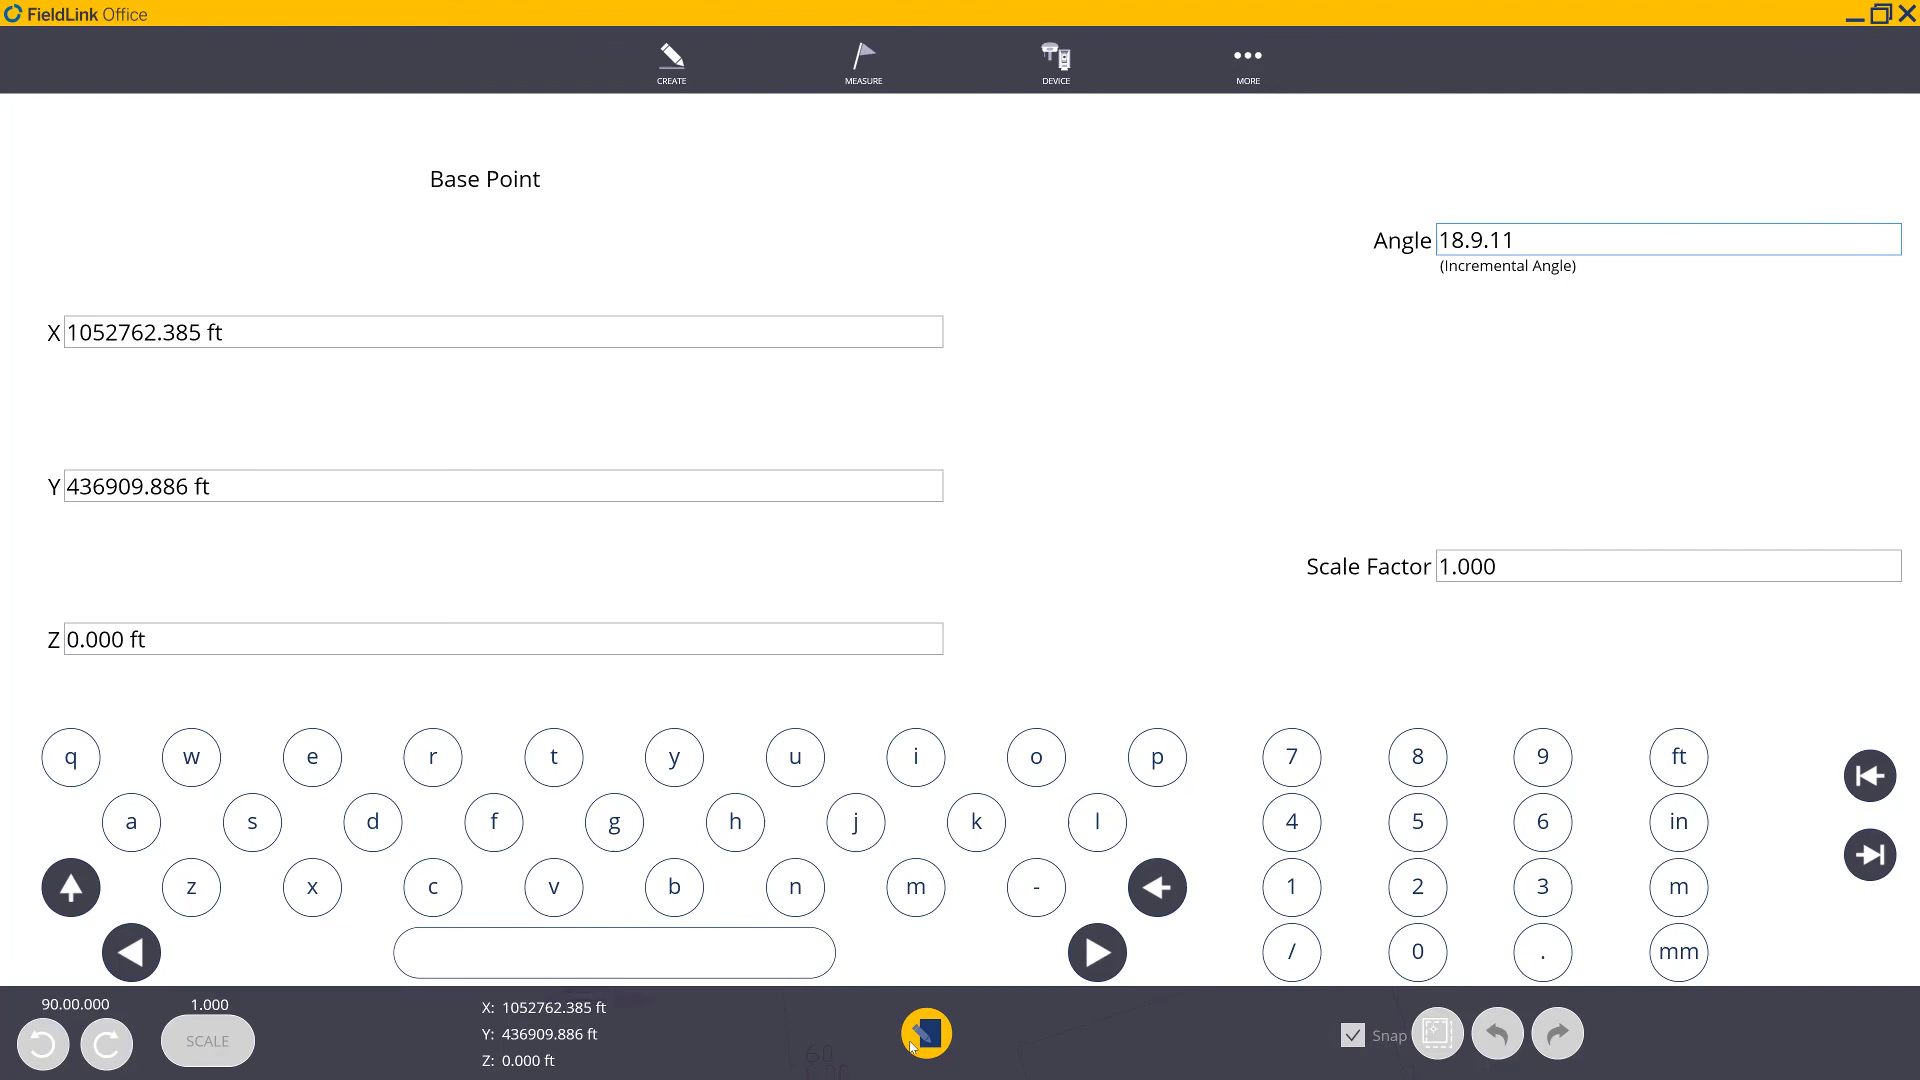 FieldLink Office
CREATE
MEASURE
DEVICE
MORE
Base Point
Angle 18.9.11
(Incremental Angle)
X 1052762.385 ft
Y 436909.886 ft
Scale Factor 1.000
Z 0.000 ft
q w e r t y u i o p 7 8 9 ft
a s d f g h j k l 4 5 6 in
z x c v b n m - 1 2 3 m
/ 0 . mm
90.00.000 1.000
SCALE
X: 1052762.385 ft
Y: 436909.886 ft
Z: 0.000 ft
Snap